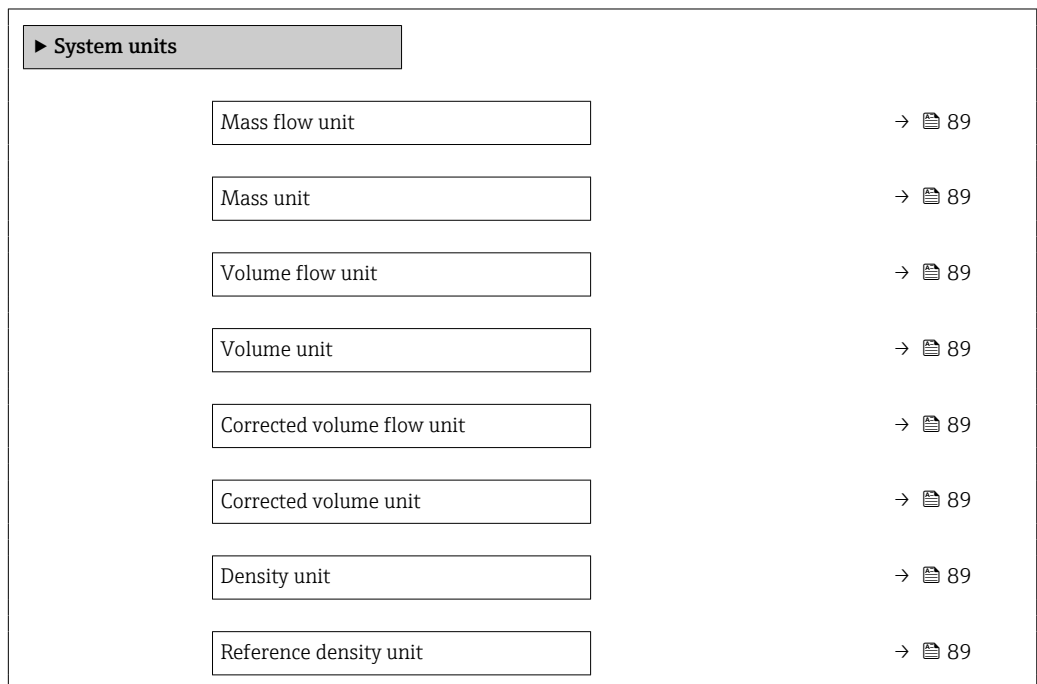 ▶ System units
Mass flow unit → 89
Mass unit → 89
Volume flow unit → 89
Volume unit → 89
Corrected volume flow unit → 89
Corrected volume unit → 89
Density unit → 89
Reference density unit → 89